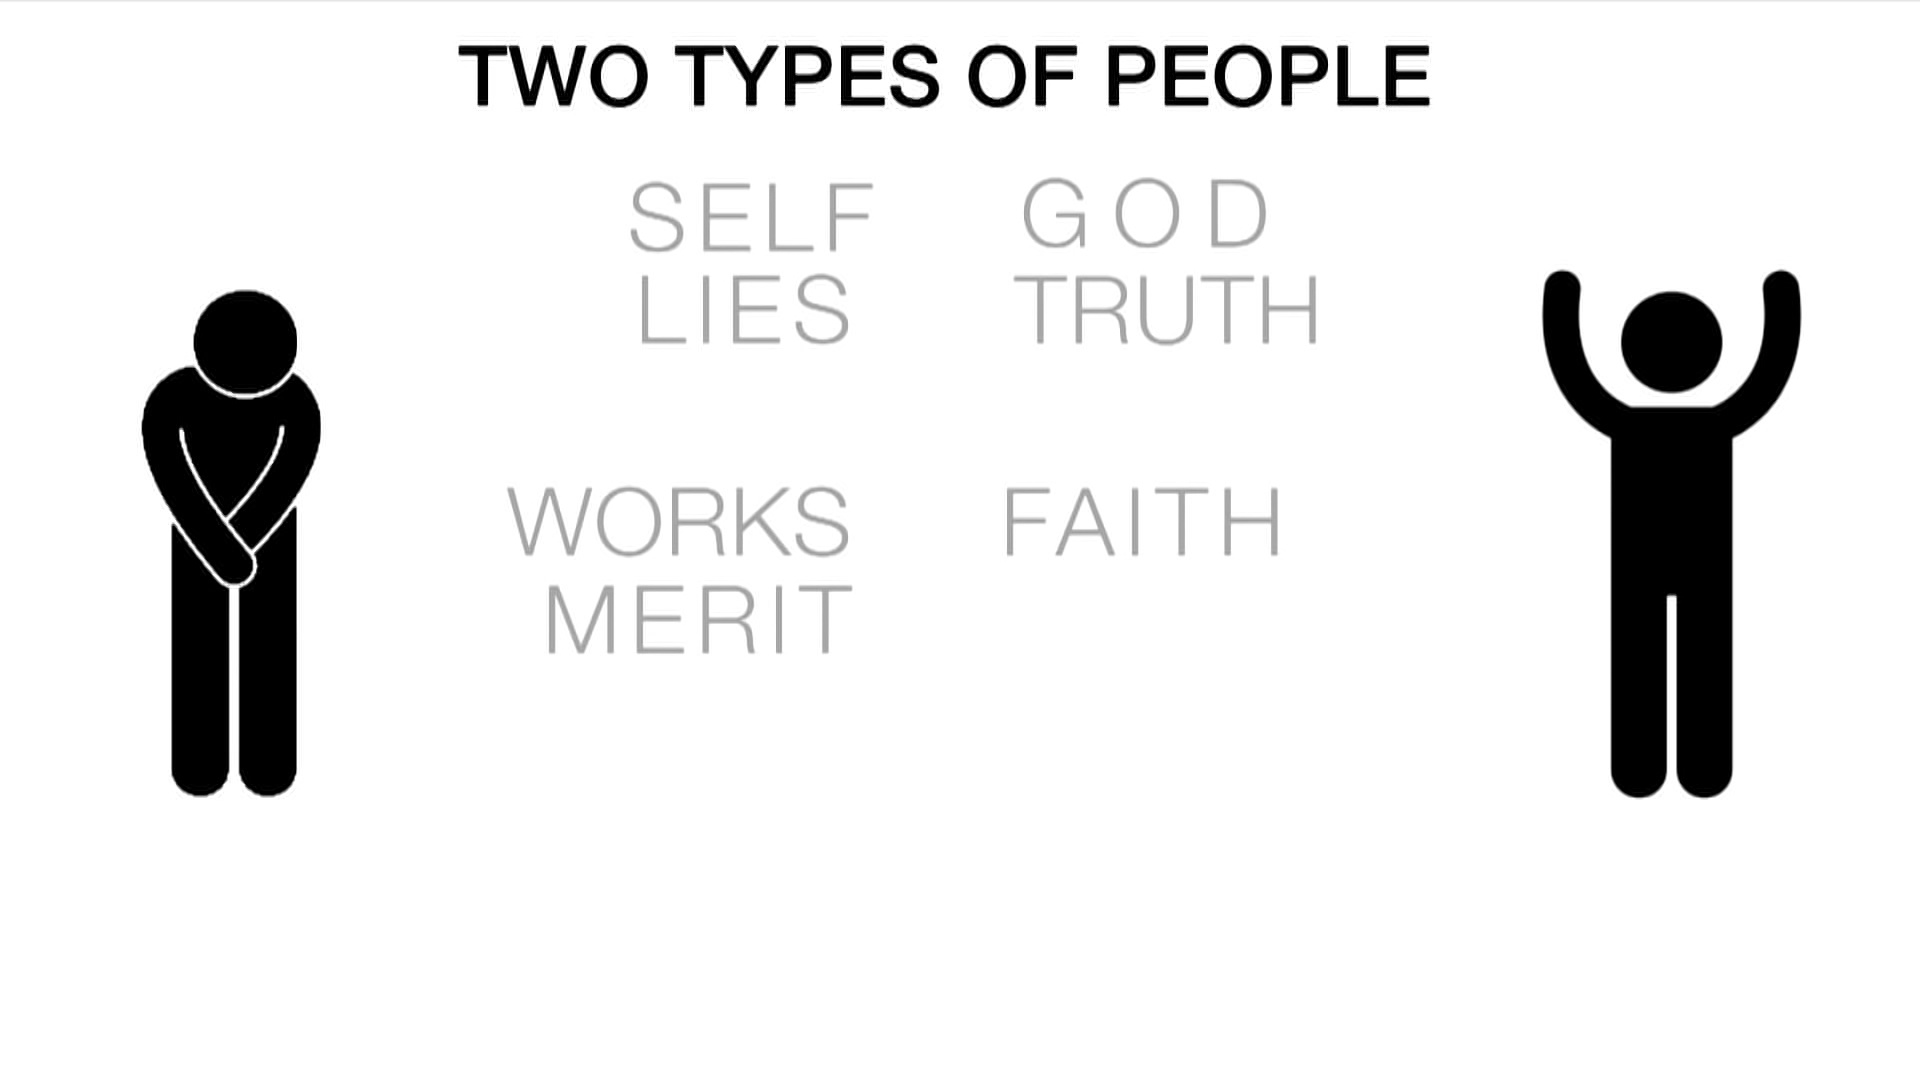 TWO TYPES OF PEOPLE
SELF GOD
LIES TRUTH
WORKS FAITH
MERIT